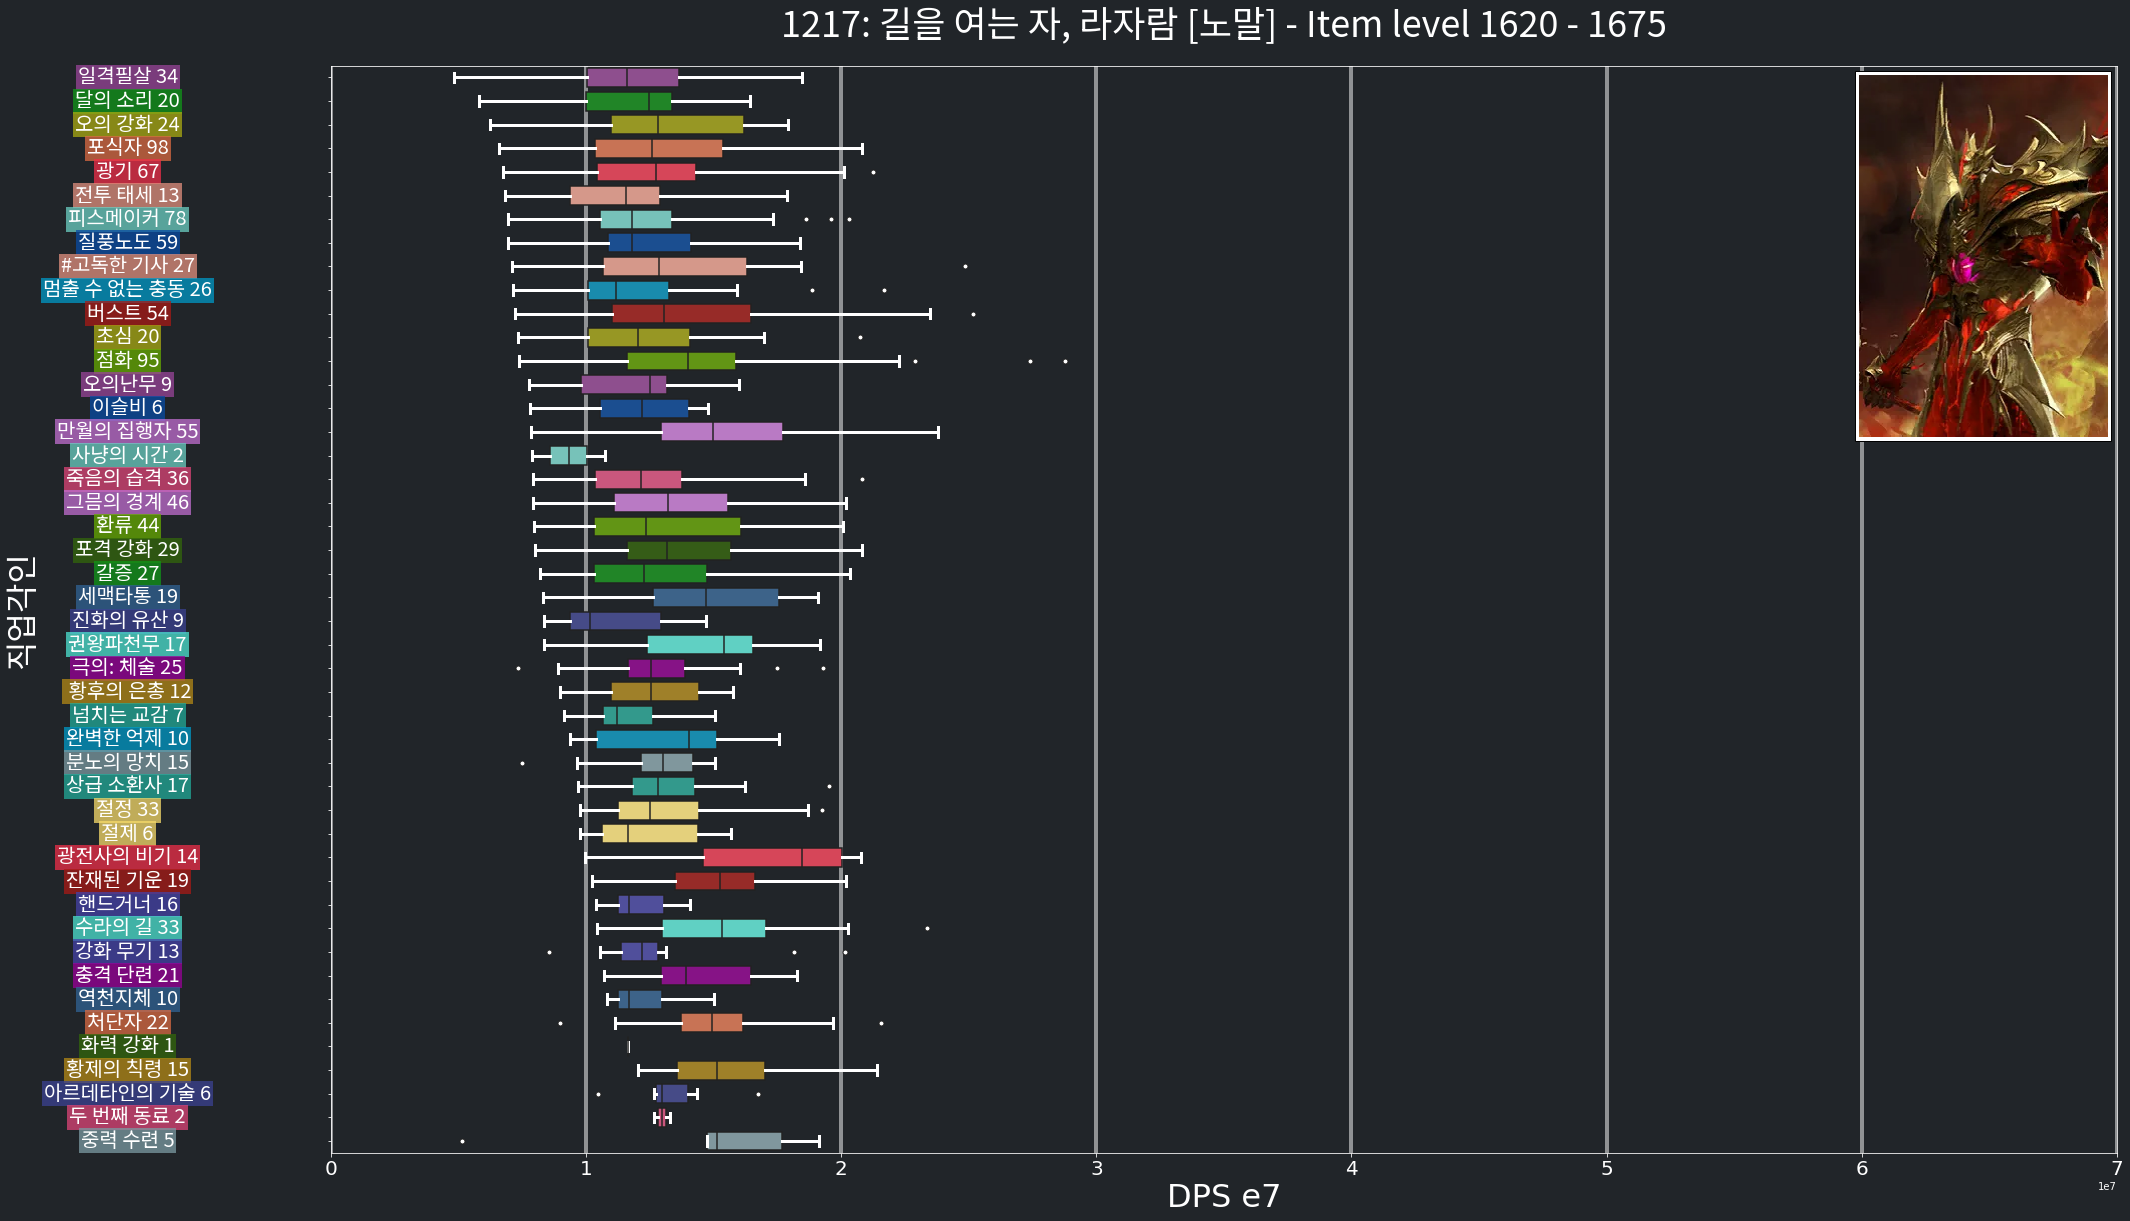 1217: 길을 여는 자, 라자람 [노말] - Item level 1620 - 1675
일격필살 34
달의 소리 20
오의 강화 24
포식자 98
광기 67
전투 태세 13
피스메이커 78
질풍노도 59
#고독한 기사 27
멈출 수 없는 충동 26
버스트 54
초심 20
점화 95
오의난무 9
이슬비 6
만월의 집행자 55
사냥의 시간 2
죽음의 습격 36
그믐의 경계 46
환류 44
포격 강화 29
갈증 27
세맥타통 19
진화의 유산 9
권왕파천무 17
극의: 체술 25
황후의 은총 12
넘치는 교감 7
완벽한 억제 10
분노의 망치 15
상급 소환사 17
절정 33
절제 6
광전사의 비기 14
잔재된 기운 19
핸드거너 16
수라의 길 33
강화 무기 13
충격 단련 21
역천지체 10
처단자 22
화력 강화 1
황제의 칙령 15
아르데타인의 기술 6
두 번째 동료 2
중력 수련 5
직업각인
0 1 2 3 4 5 6 7
1e7
DPS e7